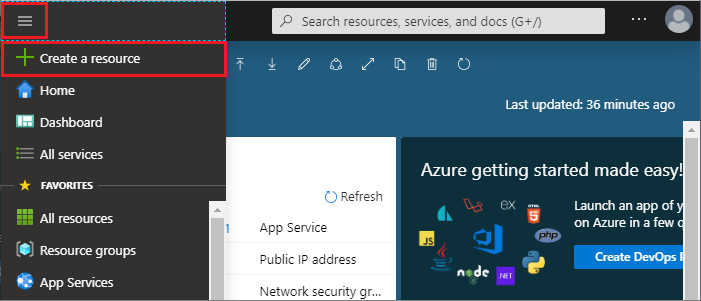 Search resources, services, and docs (G+/)
Create a resource
Home
Dashboard
All services
FAVORITES
All resources
Resource groups
App Services
Last updated: 36 minutes ago
Refresh
1
App Service
Public IP address
Network security gr...
Azure getting started made easy!
Launch an app of y
on Azure in a few q
JS
ex
HTML
5
php
node
.NET
Create DevOps P